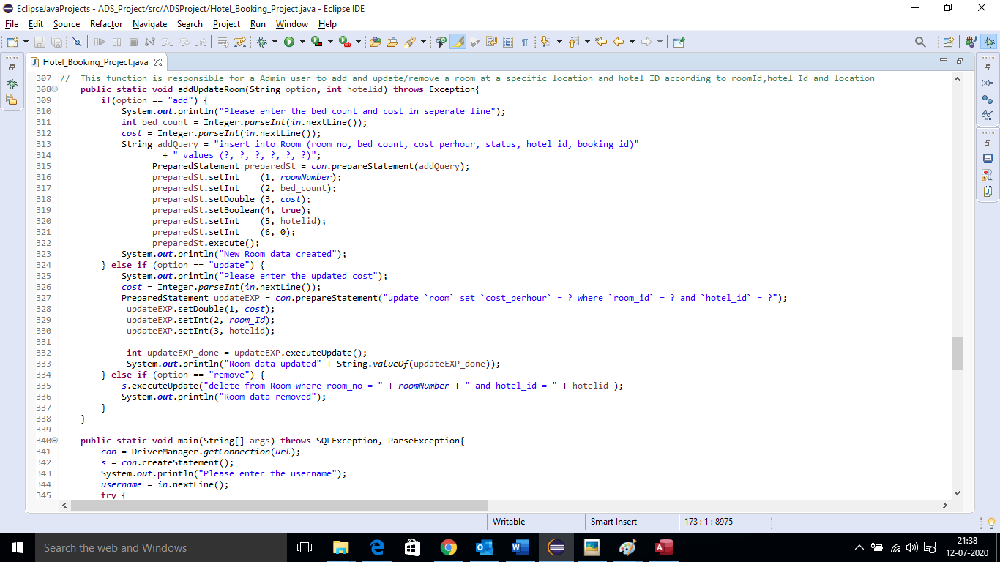 EclipseJavaProjects - ADS_Project/src/ADSProject/Hotel_Booking_Project.java - Eclipse IDE
File Edit Source Refactor Navigate Search Project Run Window Help
Hotel_Booking_Project.java
307 //  This function is responsible for a Admin user to add and update/remove a room at a specific location and hotel ID according to roomId,hotel Id and location
308     public static void addUpdateRoom(String option, int hotelid) throws Exception{
309         if(option == "add") {
310             System.out.println("Please enter the bed count and cost in seperate line");
311             int bed_count = Integer.parseInt(in.nextLine());
312             cost = Integer.parseInt(in.nextLine());
313             String addQuery = "insert into Room (room_no, bed_count, cost_perhour, status, hotel_id, booking_id)"
314                     + " values (?, ?, ?, ?, ?, ?)";
315                   PreparedStatement preparedSt = con.prepareStatement(addQuery);
316                   preparedSt.setInt    (1, roomNumber);
317                   preparedSt.setInt    (2, bed_count);
318                   preparedSt.setDouble (3, cost);
319                   preparedSt.setBoolean(4, true);
320                   preparedSt.setInt    (5, hotelid);
321                   preparedSt.setInt    (6, 0);
322                   preparedSt.execute();
323             System.out.println("New Room data created");
324         } else if (option == "update") {
325             System.out.println("Please enter the updated cost");
326             cost = Integer.parseInt(in.nextLine());
327             PreparedStatement updateEXP = con.prepareStatement("update `room` set `cost_perhour` = ? where `room_id` = ? and `hotel_id` = ?");
328              updateEXP.setDouble(1, cost);
329              updateEXP.setInt(2, room_Id);
330              updateEXP.setInt(3, hotelid);
331
332              int updateEXP_done = updateEXP.executeUpdate();
333              System.out.println("Room data updated" + String.valueOf(updateEXP_done));
334         } else if (option == "remove") {
335             s.executeUpdate("delete from Room where room_no = " + roomNumber + " and hotel_id = " + hotelid );
336             System.out.println("Room data removed");
337         }
338     }
339
340     public static void main(String[] args) throws SQLException, ParseException{
341         con = DriverManager.getConnection(url);
342         s = con.createStatement();
343         System.out.println("Please enter the username");
344         username = in.nextLine();
345         try {
Writable Smart Insert 173 : 1 : 8975
Search the web and Windows
21:38
12-07-2020